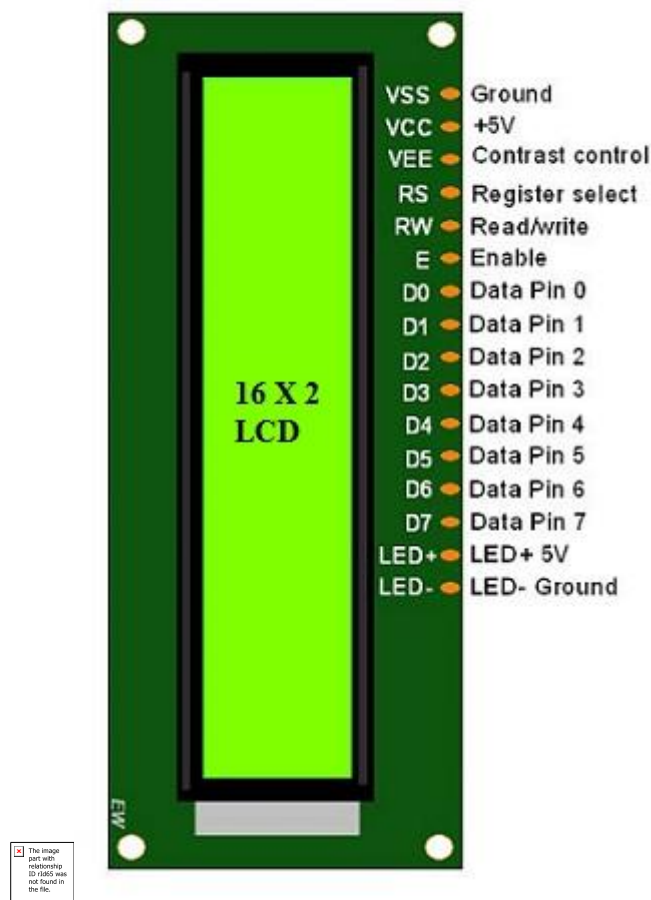 VSS Ground
VCC +5V
VEE Contrast control
RS Register select
RW Read/write
E Enable
D0 Data Pin 0
D1 Data Pin 1
D2 Data Pin 2
D3 Data Pin 3
D4 Data Pin 4
D5 Data Pin 5
D6 Data Pin 6
D7 Data Pin 7
LED+ LED+ 5V
LED- LED- Ground
16 X 2
LCD
EW
The image
part with
relationship
ID rId65 was
not found in
the file.